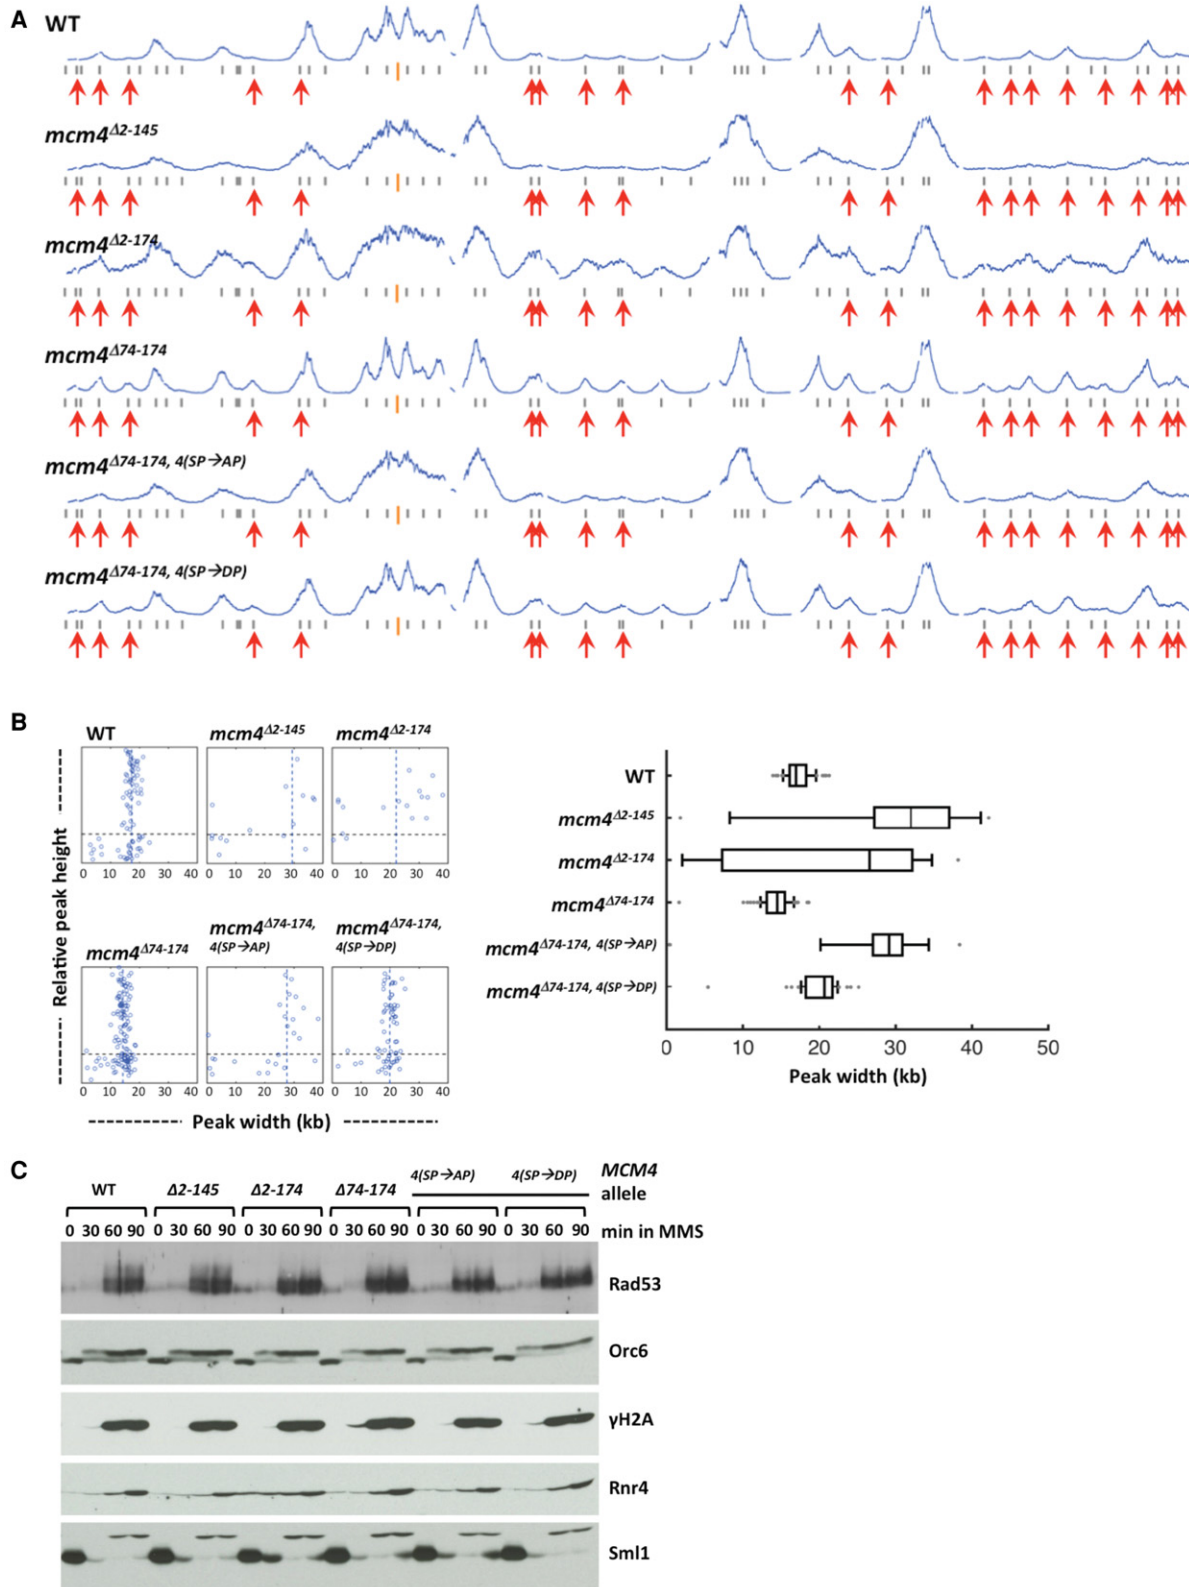 A
WT
mcm4Δ2-145
mcm4Δ2-174
mcm4Δ74-174
mcm4Δ74-174, 4(SP→AP)
mcm4Δ74-174, 4(SP→DP)
B
WT
mcm4Δ2-145
mcm4Δ2-174
0 10 20 30 40
0 10 20 30 40
0 10 20 30 40
mcm4Δ74-174
mcm4Δ74-174, 4(SP→AP)
mcm4Δ74-174, 4(SP→DP)
0 10 20 30 40
0 10 20 30 40
0 10 20 30 40
Relative peak height
Peak width (kb)
WT
mcm4Δ2-145
mcm4Δ2-174
mcm4Δ74-174
mcm4Δ74-174, 4(SP→AP)
mcm4Δ74-174, 4(SP→DP)
0 10 20 30 40 50
Peak width (kb)
C
WT Δ2-145 Δ2-174 Δ74-174 4(SP→AP) 4(SP→DP) MCM4
allele
0 30 60 90 0 30 60 90 0 30 60 90 0 30 60 90 0 30 60 90 0 30 60 90 min in MMS
Rad53
Orc6
γH2A
Rnr4
Sml1